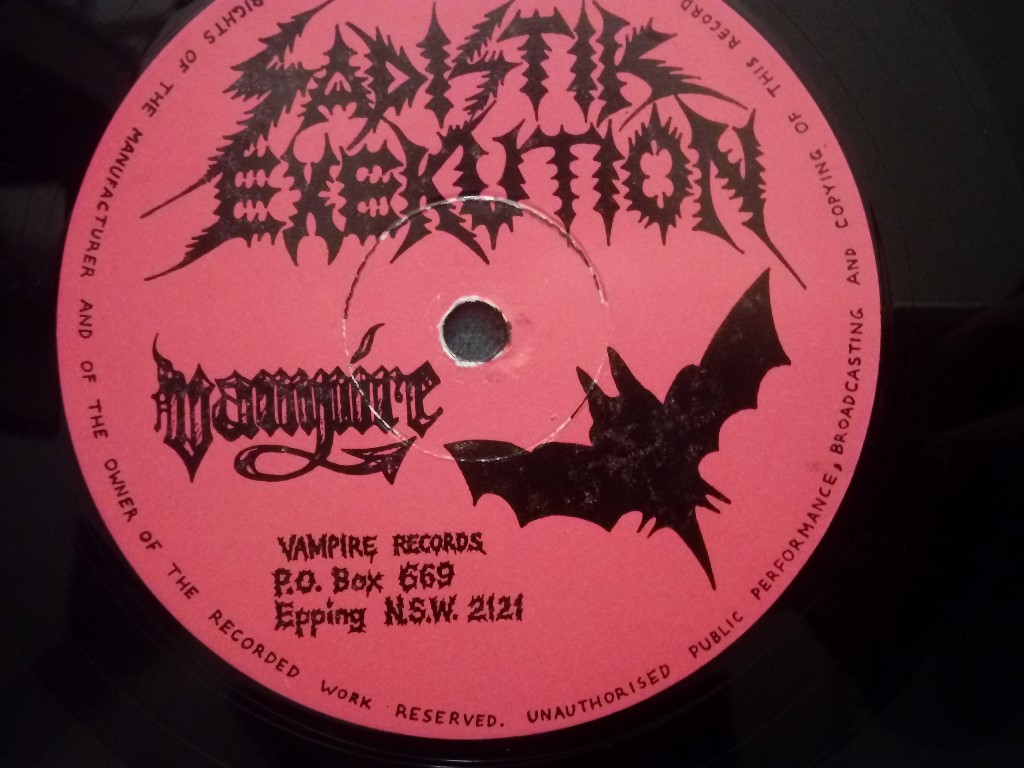 SADISTIK
EXEKUTION
vampire
VAMPIRE RECORDS
P.O. Box 669
Epping N.S.W. 2121
RIGHTS OF THE MANUFACTURER AND OF THE OWNER OF THE RECORDED WORK RESERVED. UNAUTHORISED PUBLIC PERFORMANCE, BROADCASTING AND COPYING OF THIS RECORD